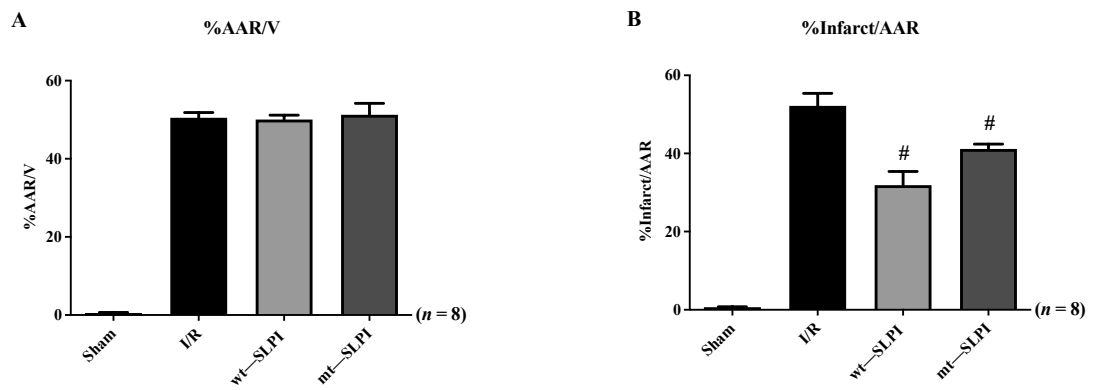 A
%AAR/V
%AAR/V
60
40
20
0
Sham
I/R
wt—SLPI
mt—SLPI
(n = 8)
B
%Infarct/AAR
%Infarct/AAR
60
40
20
0
#
#
Sham
I/R
wt—SLPI
mt—SLPI
(n = 8)